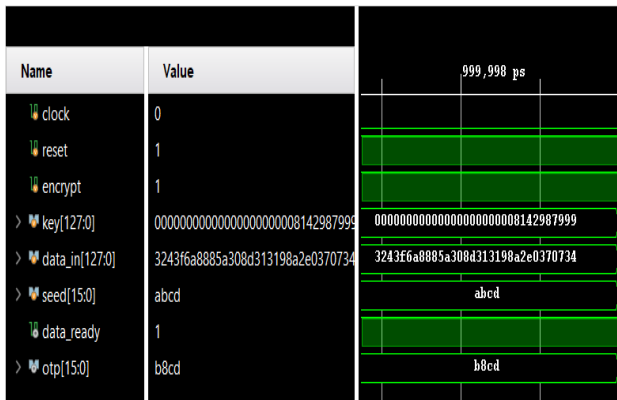 Name Value 999,998 ps
clock 0
reset 1
encrypt 1
key[127:0] 00000000000000000000008142987999 00000000000000000000008142987999
data_in[127:0] 3243f6a8885a308d313198a2e0370734 3243f6a8885a308d313198a2e0370734
seed[15:0] abcd abcd
data_ready 1
otp[15:0] b8cd b8cd